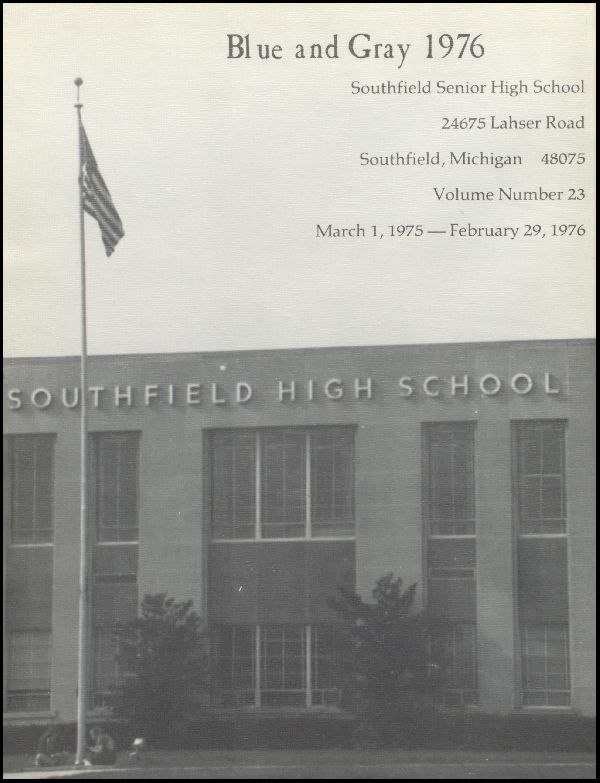 Blue and Gray 1976
Southfield Senior High School
24675 Lahser Road
Southfield, Michigan 48075
Volume Number 23
March 1, 1975 — February 29, 1976
SOUTHFIELD HIGH SCHOOL